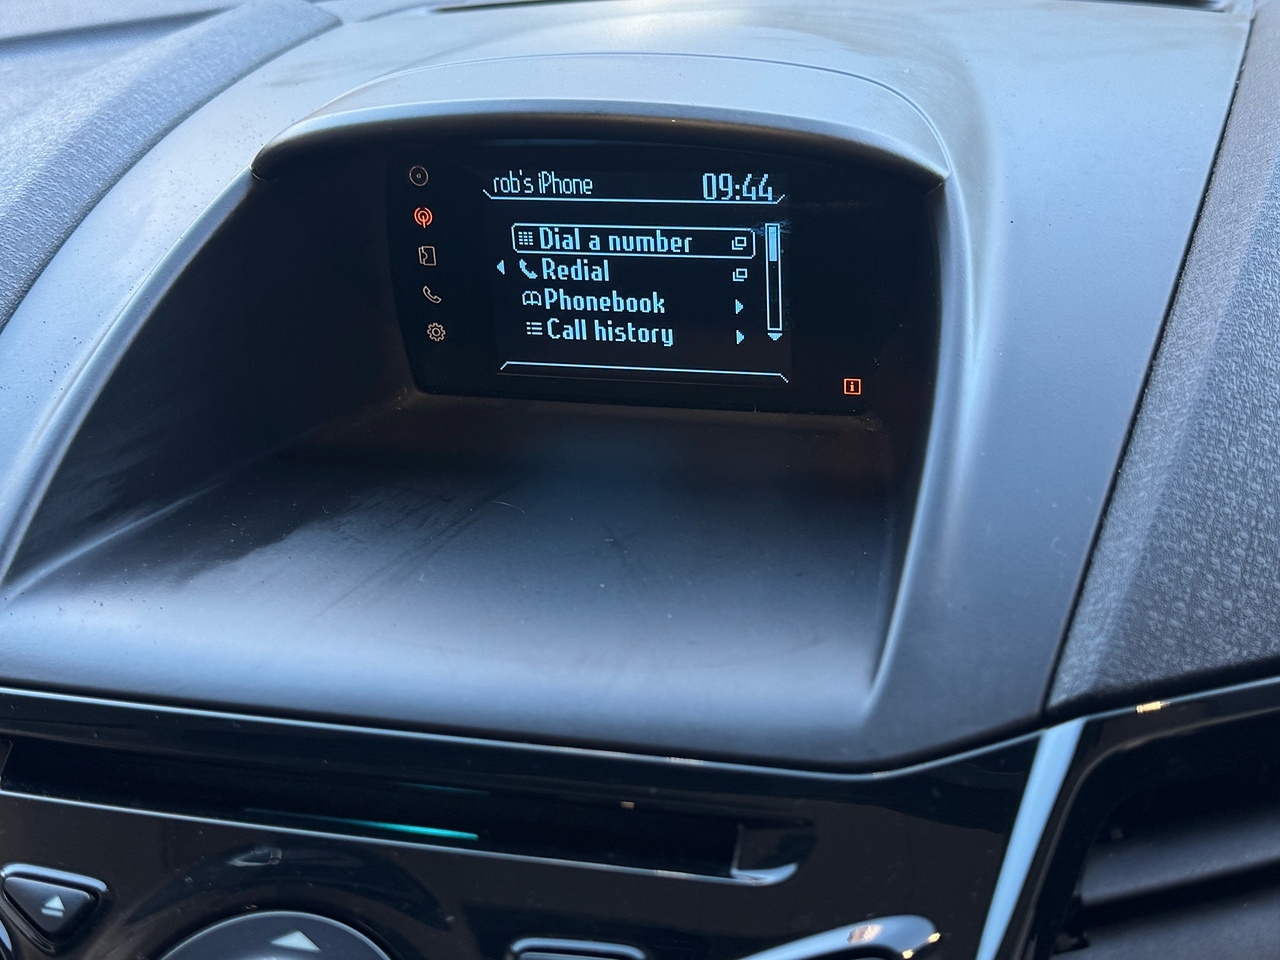 rob's iPhone 09:44
Dial a number
Redial
Phonebook
Call history
i